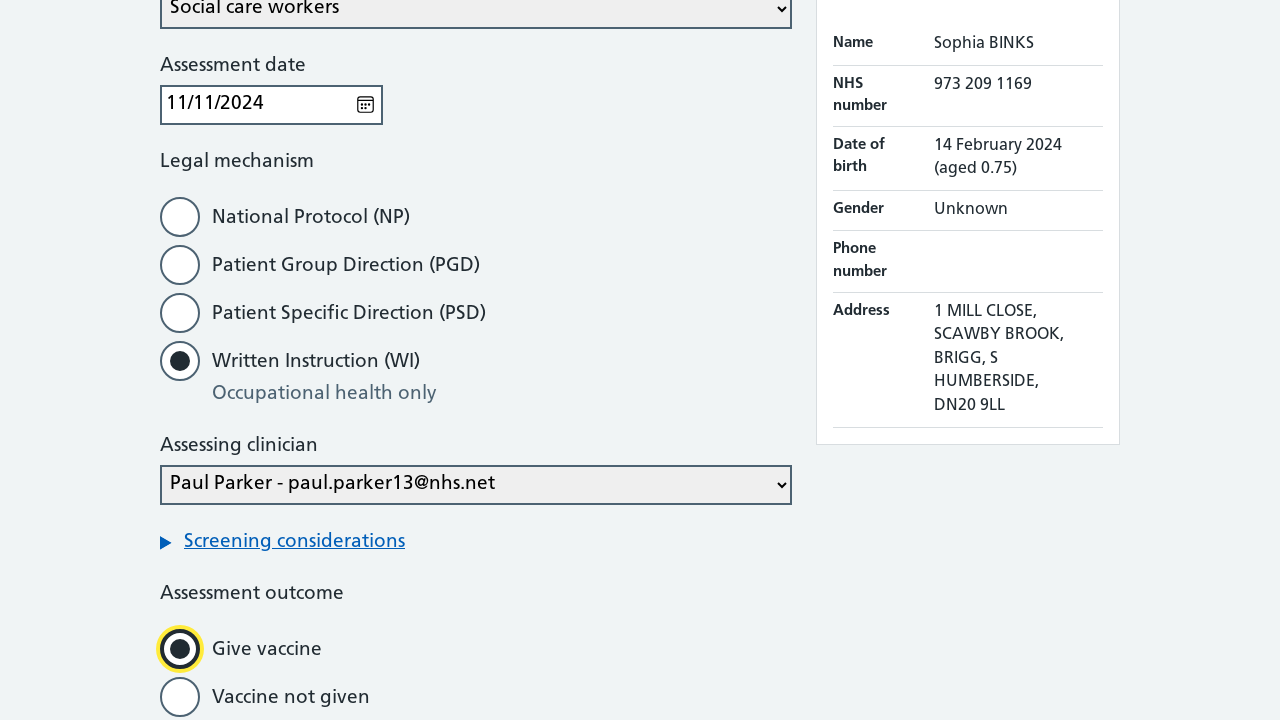 Social care workers
Assessment date
11/11/2024
Legal mechanism
National Protocol (NP)
Patient Group Direction (PGD)
Patient Specific Direction (PSD)
Written Instruction (WI)
Occupational health only
Assessing clinician
Paul Parker - paul.parker13@nhs.net
Screening considerations
Assessment outcome
Give vaccine
Vaccine not given
Name Sophia BINKS
NHS 973 209 1169
number
Date of 14 February 2024
birth (aged 0.75)
Gender Unknown
Phone
number
Address 1 MILL CLOSE,
SCAWBY BROOK,
BRIGG, S
HUMBERSIDE,
DN20 9LL